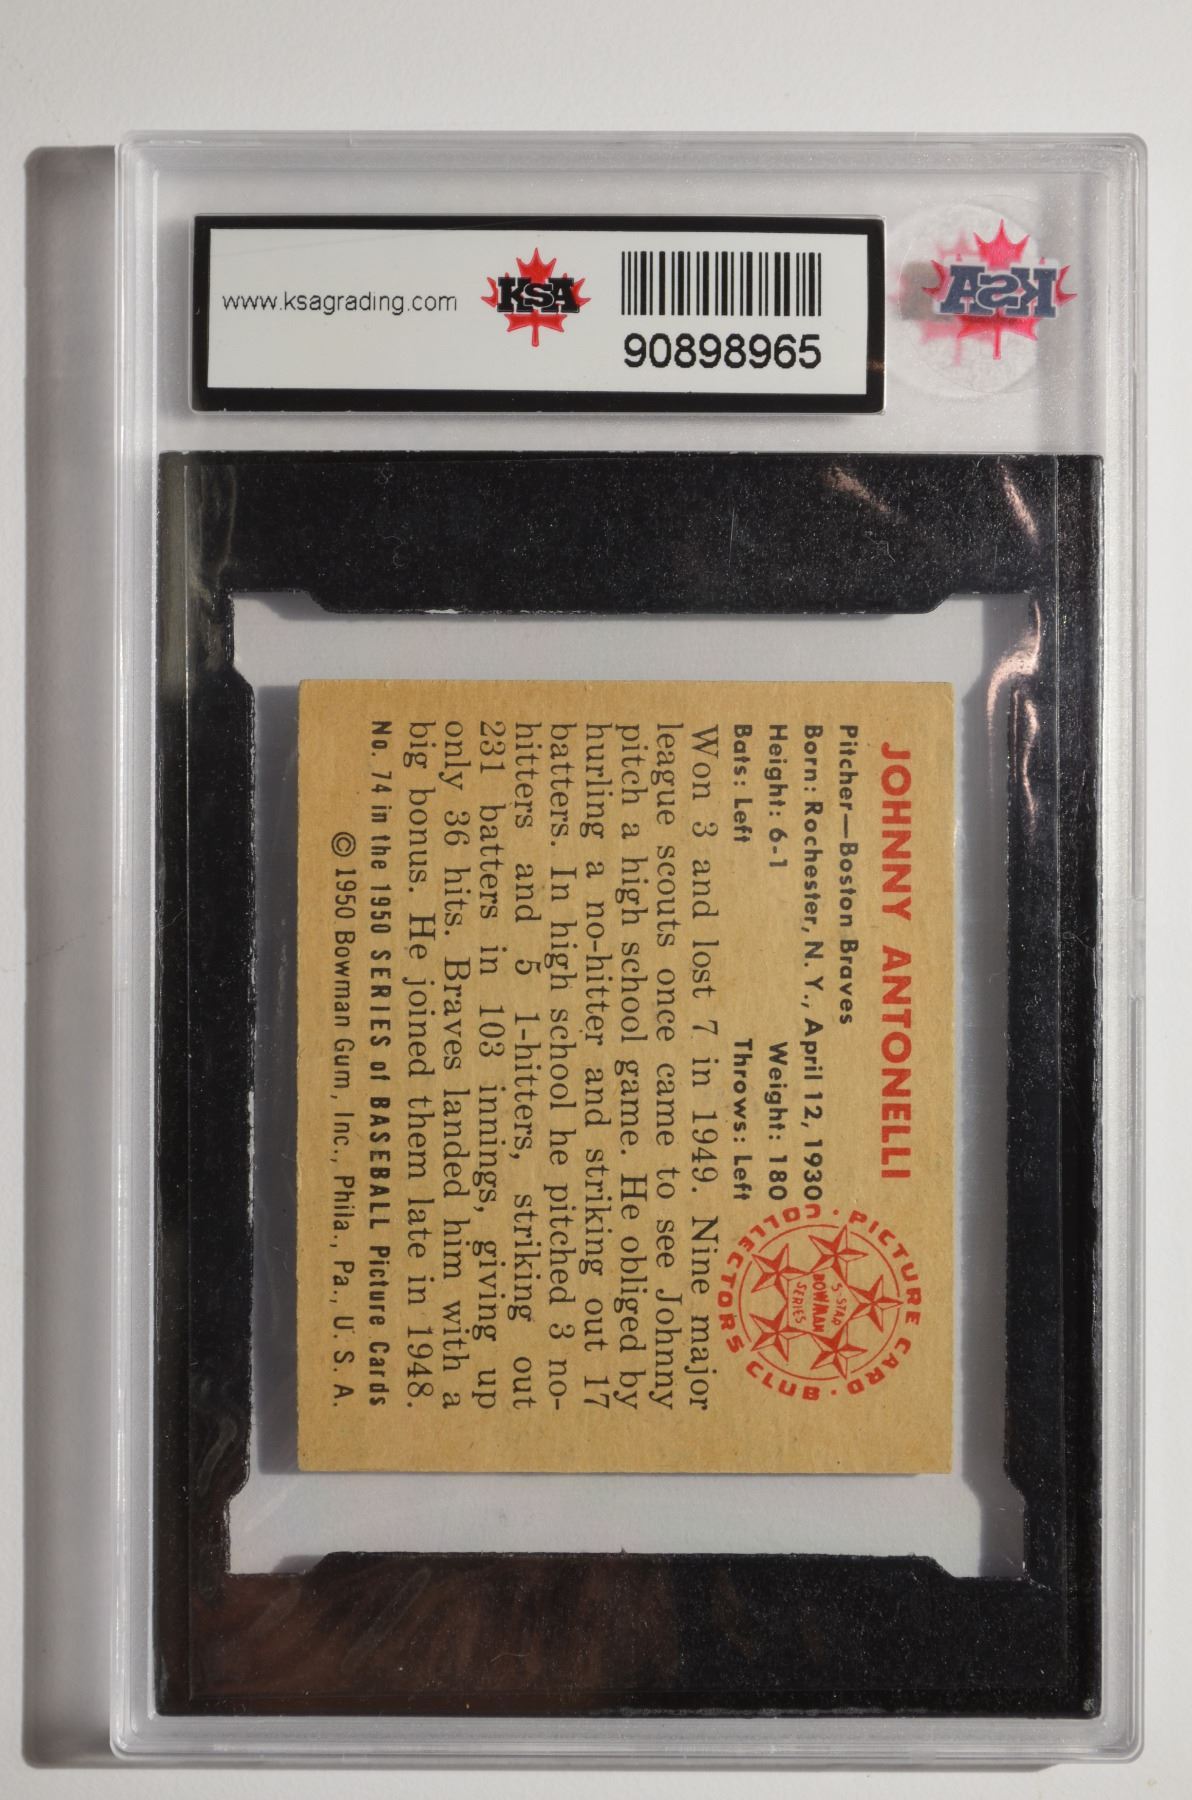 www.ksagrading.com
KSA
90898965
KSA
JOHNNY ANTONELLI
Pitcher—Boston Braves
Born: Rochester, N. Y., April 12, 1930
Height: 6-1 Weight: 180
Bats: Left Throws: Left
PICTURE CARD · COLLECTORS CLUB ·
5-STAR
BOWMAN
SERIES
Won 3 and lost 7 in 1949. Nine major
league scouts once came to see Johnny
pitch a high school game. He obliged by
hurling a no-hitter and striking out 17
batters. In high school he pitched 3 no-
hitters and 5 1-hitters, striking out
231 batters in 103 innings, giving up
only 36 hits. Braves landed him with a
big bonus. He joined them late in 1948.
No. 74 in the 1950 SERIES of BASEBALL Picture Cards
© 1950 Bowman Gum, Inc., Phila., Pa., U. S. A.